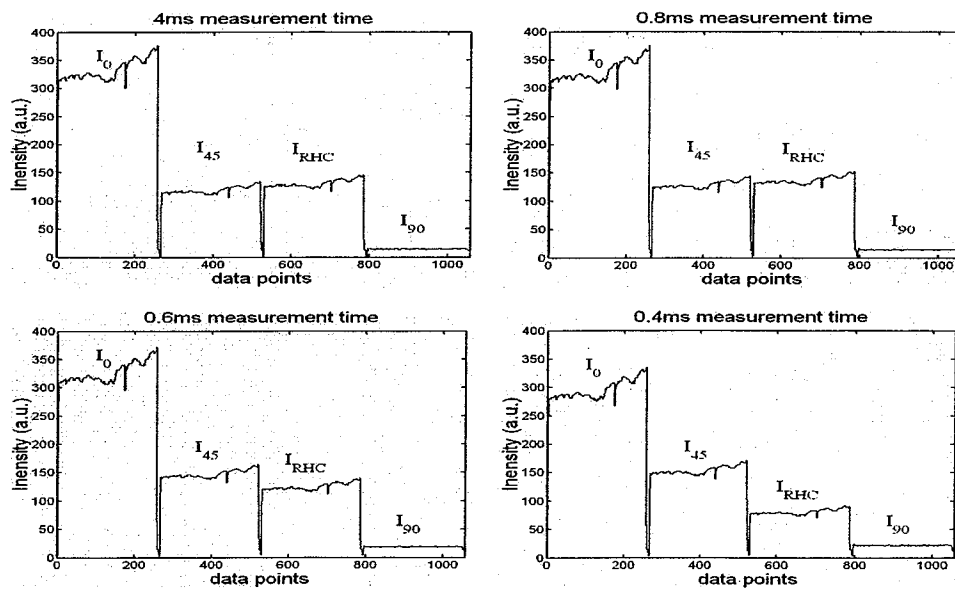 4ms measurement time
Inensity (a.u.)
400
350
300
250
200
150
100
50
0
I0
I45
IRHC
I90
0 200 400 600 800 1000
data points
0.8ms measurement time
Inensity (a.u.)
400
350
300
250
200
150
100
50
0
I0
I45
IRHC
I90
0 200 400 600 800 1000
data points
0.6ms measurement time
Inensity (a.u.)
400
350
300
250
200
150
100
50
0
I0
I45
IRHC
I90
0 200 400 600 800 1000
data points
0.4ms measurement time
Inensity (a.u.)
400
350
300
250
200
150
100
50
0
I0
I45
IRHC
I90
0 200 400 600 800 1000
data points